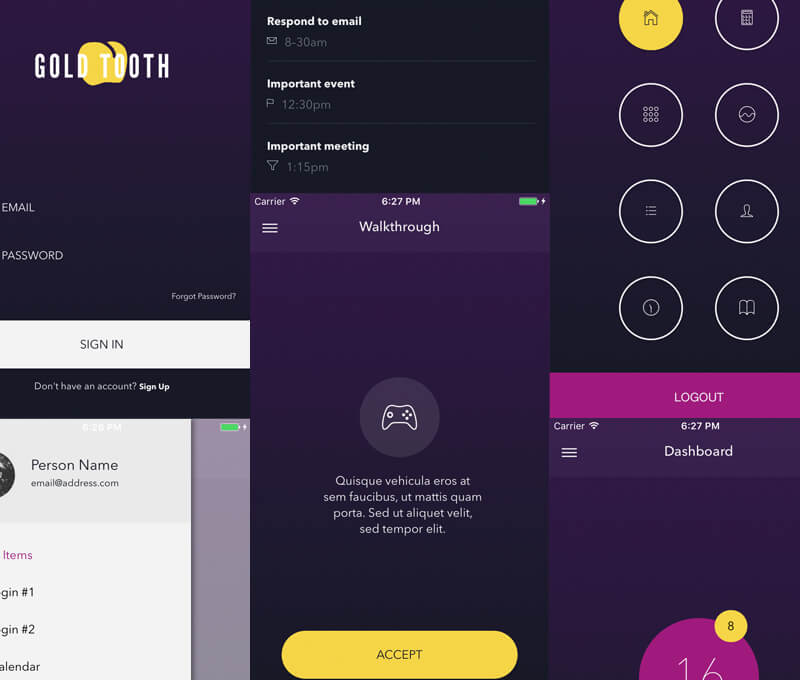 GOLD TOOTH
EMAIL
PASSWORD
Forgot Password?
SIGN IN
Don't have an account? Sign Up
6:26 PM
Person Name
email@address.com
Items
gin #1
gin #2
alendar
Respond to email
8-30am
Important event
12:30pm
Important meeting
1:15pm
Carrier 6:27 PM
Walkthrough
Quisque vehicula eros at
sem faucibus, ut mattis quam
porta. Sed ut aliquet velit,
sed tempor elit.
ACCEPT
LOGOUT
Carrier 6:27 PM
Dashboard
8
16